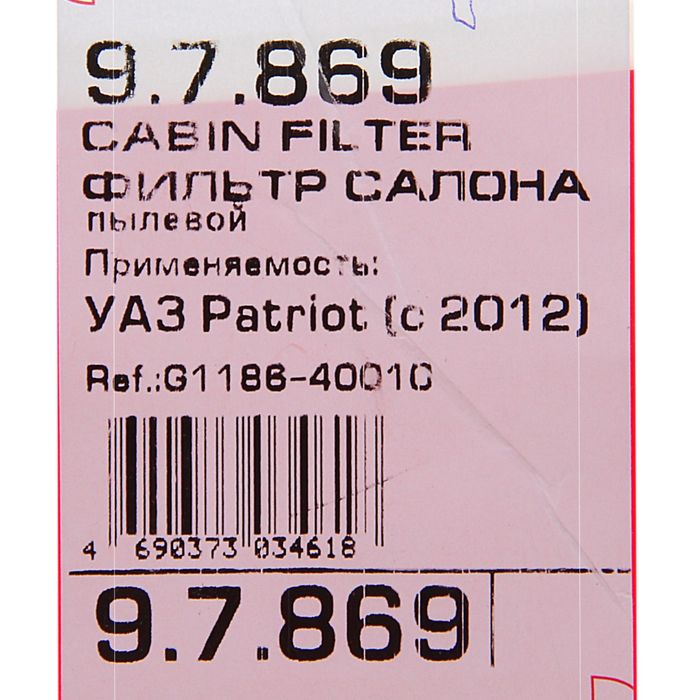 9.7.869
CABIN FILTER
ФИЛЬТР САЛОНА
пылевой
Применяемость:
УАЗ Patriot (с 2012)
Ref.:G1186-40010
4 690373 034618
9.7.869